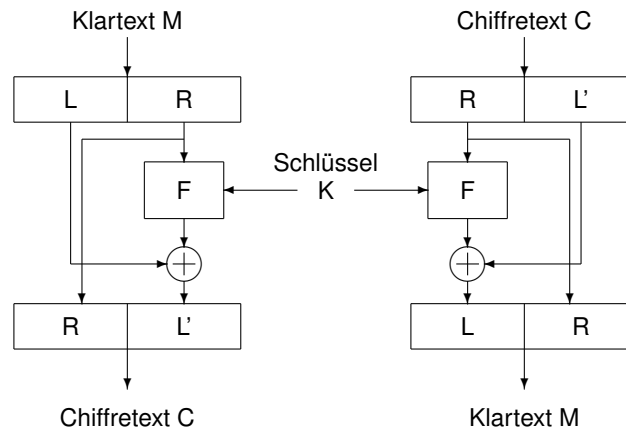 Klartext M
Chiffretext C
L R
R L'
Schlüssel
F K F
R L'
L R
Chiffretext C
Klartext M